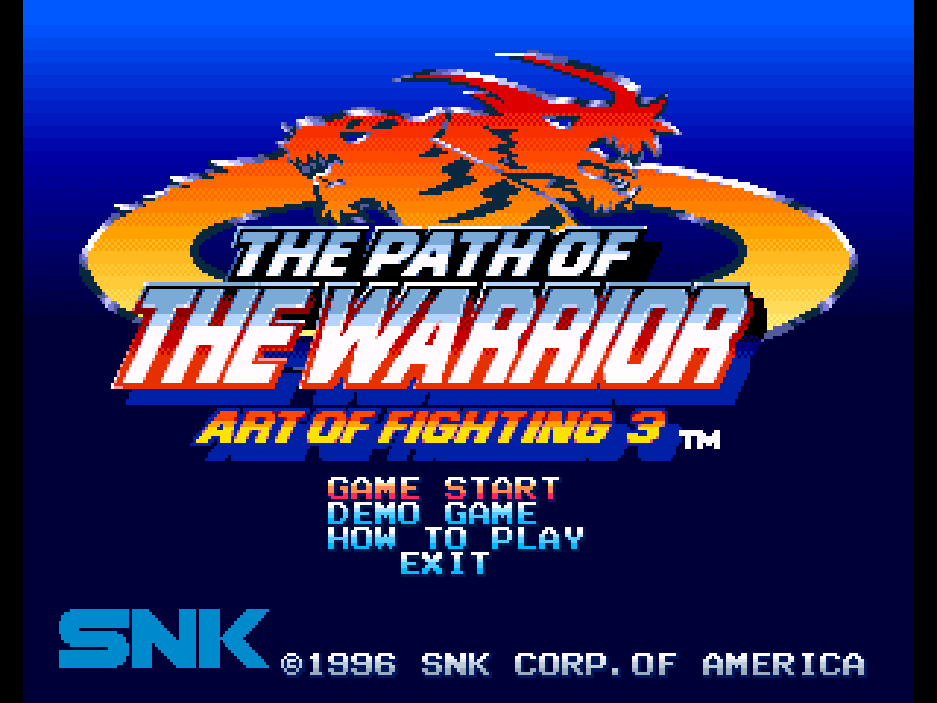 THE PATH OF
THE WARRIOR
ART OF FIGHTING 3 TM
GAME START
DEMO GAME
HOW TO PLAY
EXIT
SNK ©1996 SNK CORP. OF AMERICA